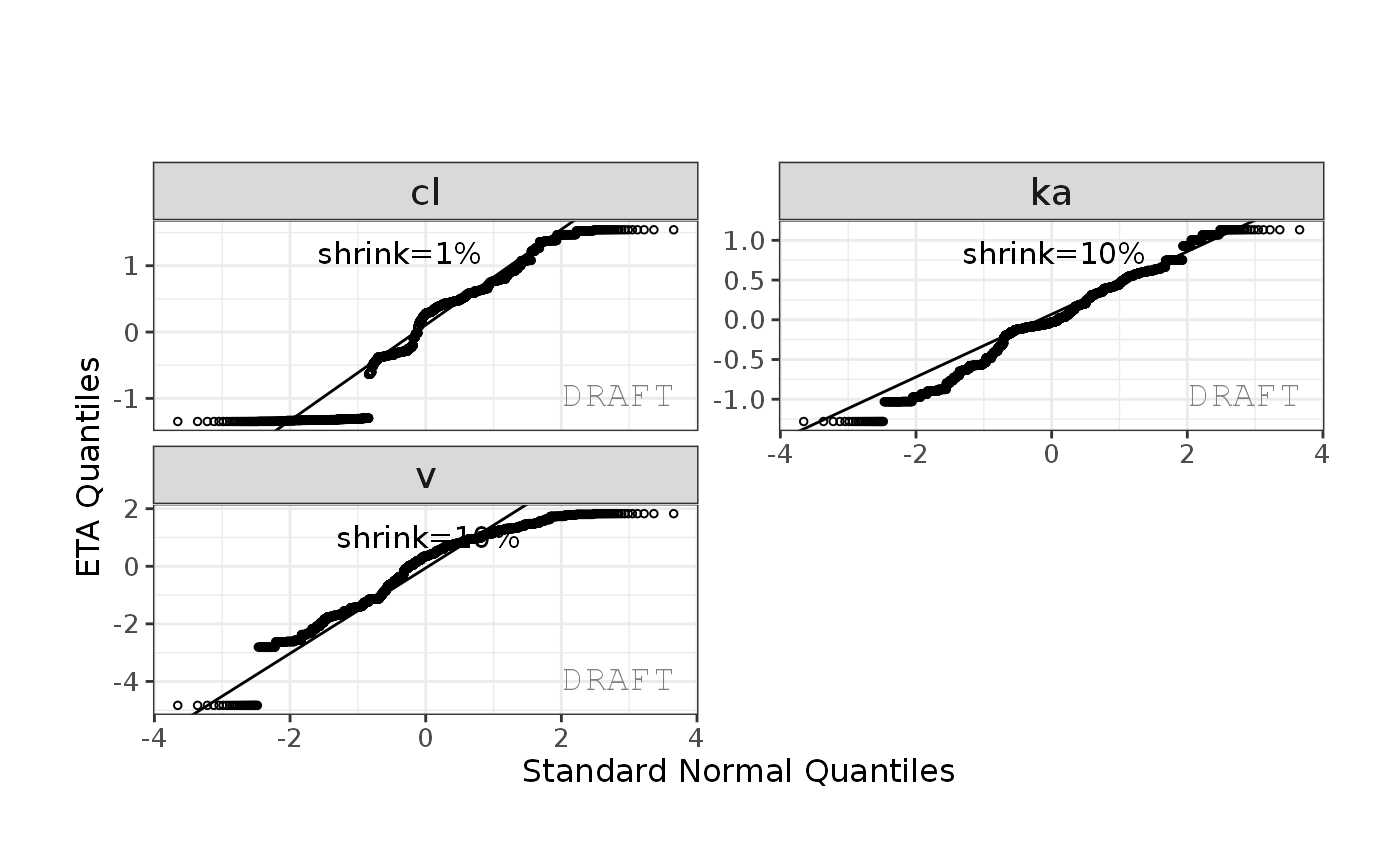 cl
ka
shrink=1%
shrink=10%
1
0
-1
1.0
0.5
0.0
-0.5
-1.0
DRAFT
DRAFT
-4 -2 0 2 4
v
shrink=10%
2
0
-2
-4
DRAFT
-4 -2 0 2 4
ETA Quantiles
Standard Normal Quantiles